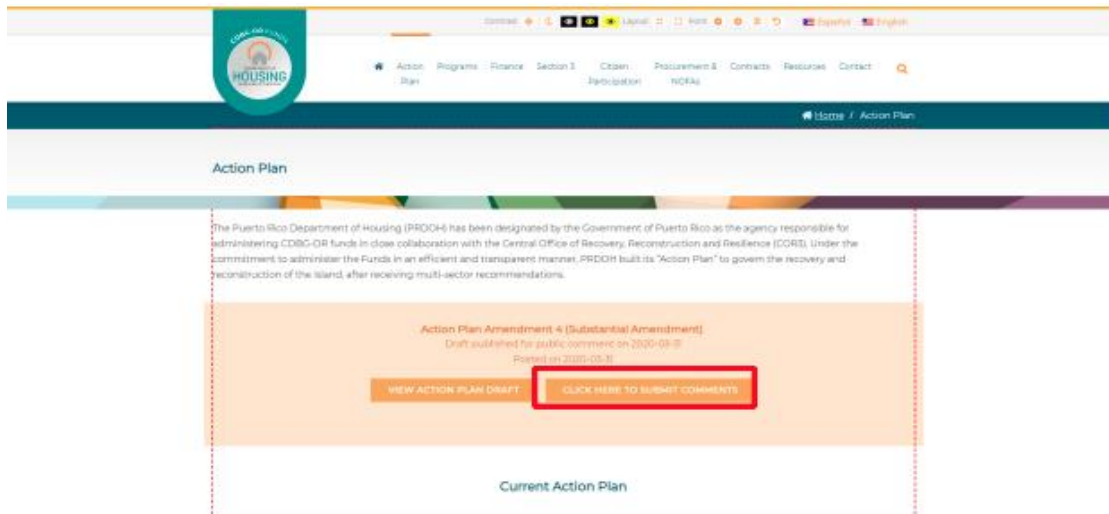 Contrast Layout Font Español English
CDBG-DR FUNDS
HOUSING
Action Plan Programs Finance Section 3 Citizen Participation Procurement & NOFAs Contracts Resources Contact
Home / Action Plan
Action Plan
The Puerto Rico Department of Housing (PRDOH) has been designated by the Government of Puerto Rico as the agency responsible for
administering CDBG-DR funds in close collaboration with the Central Office of Recovery, Reconstruction and Resilience (COR3). Under the
commitment to administer the Funds in an efficient and transparent manner, PRDOH built its "Action Plan" to govern the recovery and
reconstruction of the island, after receiving multi-sector recommendations.
Action Plan Amendment 4 (Substantial Amendment)
Draft published for public comment on 2020-03-31
Posted on 2020-03-31
VIEW ACTION PLAN DRAFT CLICK HERE TO SUBMIT COMMENTS
Current Action Plan